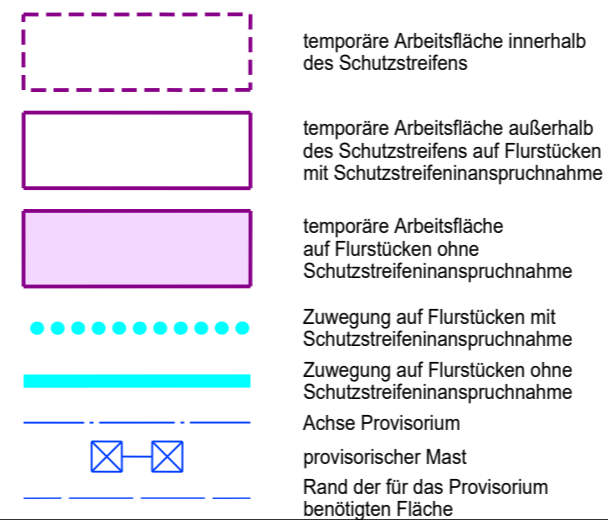 temporäre Arbeitsfläche innerhalb
des Schutzstreifens
temporäre Arbeitsfläche außerhalb
des Schutzstreifens auf Flurstücken
mit Schutzstreifeninanspruchnahme
temporäre Arbeitsfläche
auf Flurstücken ohne
Schutzstreifeninanspruchnahme
Zuwegung auf Flurstücken mit
Schutzstreifeninanspruchnahme
Zuwegung auf Flurstücken ohne
Schutzstreifeninanspruchnahme
Achse Provisorium
provisorischer Mast
Rand der für das Provisorium
benötigten Fläche